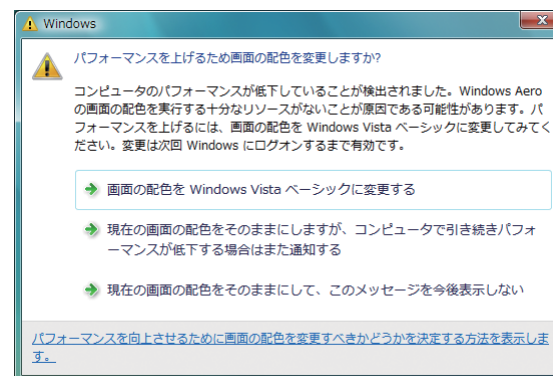 Windows
パフォーマンスを上げるため画面の配色を変更しますか?
コンピュータのパフォーマンスが低下していることが検出されました。Windows Aero
の画面の配色を実行する十分なリソースがないことが原因である可能性があります。パ
フォーマンスを上げるには、画面の配色を Windows Vista ベーシックに変更してみてく
ださい。変更は次回 Windows にログオンするまで有効です。
画面の配色を Windows Vista ベーシックに変更する
現在の画面の配色をそのままにしますが、コンピュータで引き続きパフォ
ーマンスが低下する場合はまた通知する
現在の画面の配色をそのままにして、このメッセージを今後表示しない
パフォーマンスを向上させるために画面の配色を変更すべきかどうかを決定する方法を表示しま
す。